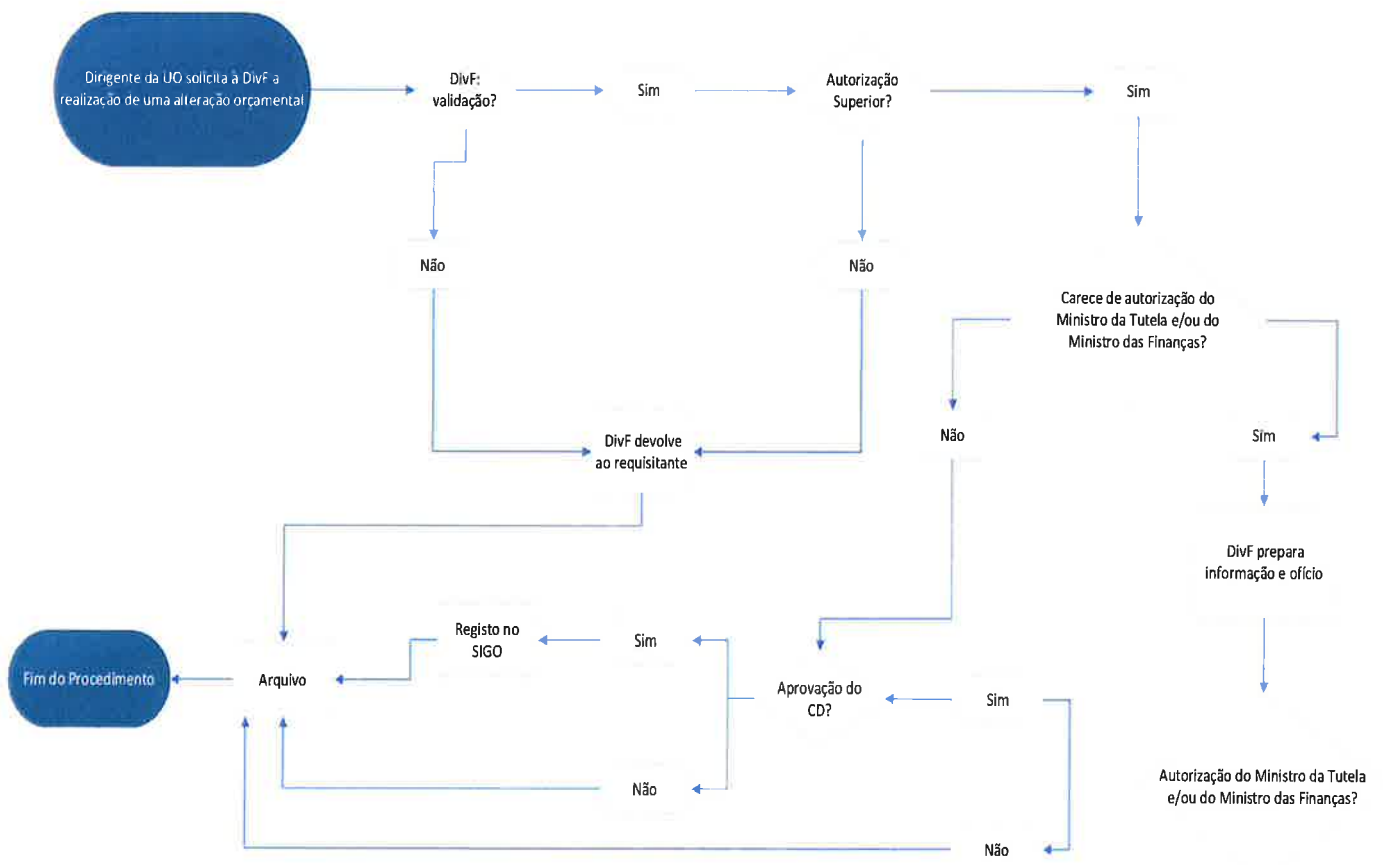 Dirigente da UO solicita à DivF a
realização de uma alteração orçamental
DivF:
validação?
Sim
Autorização
Superior?
Sim
Não
Não
Carece de autorização do
Ministro da Tutela e/ou do
Ministro das Finanças?
DivF devolve
ao requisitante
Não
Sim
DivF prepara
informação e ofício
Registo no
SIGO
Sim
Fim do Procedimento
Arquivo
Aprovação do
CD?
Sim
Não
Autorização do Ministro da Tutela
e/ou do Ministro das Finanças?
Não